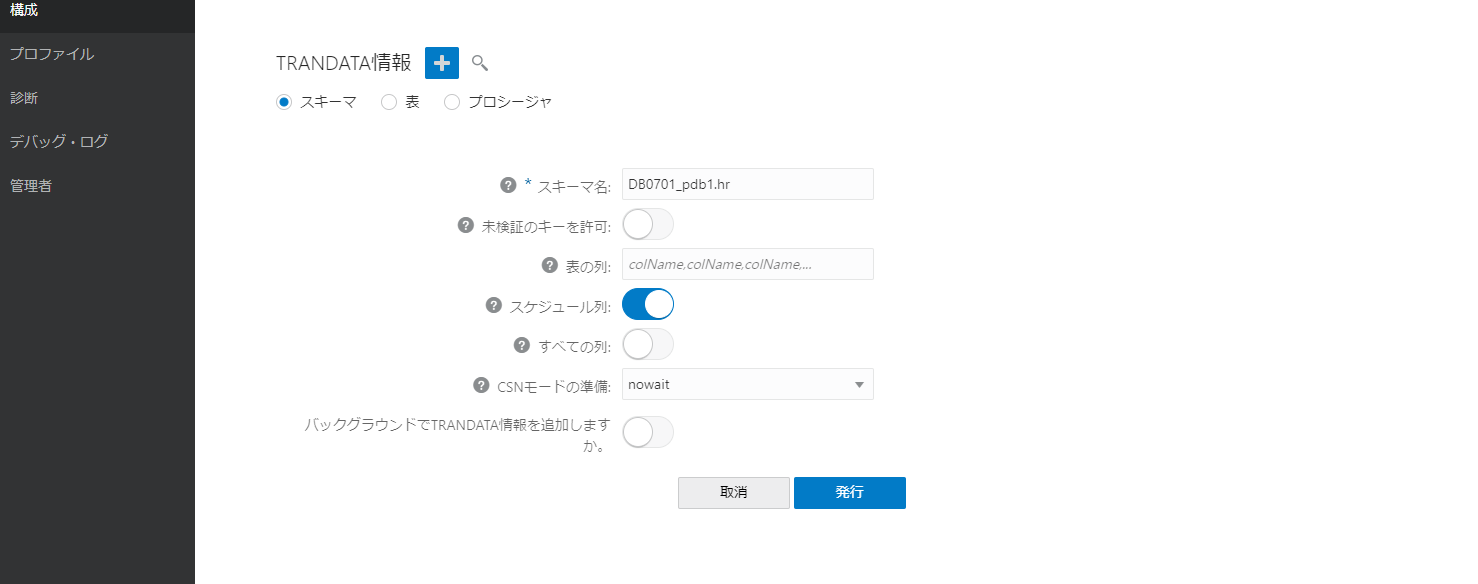 構成
プロファイル
診断
デバッグ・ログ
管理者
TRANDATA情報
スキーマ 表 プロシージャ
? * スキーマ名: DB0701_pdb1.hr
? 未検証のキーを許可:
? 表の列: colName,colName,colName,...
? スケジュール列:
? すべての列:
? CSNモードの準備: nowait
バックグラウンドでTRANDATA情報を追加します
か。
取消 発行